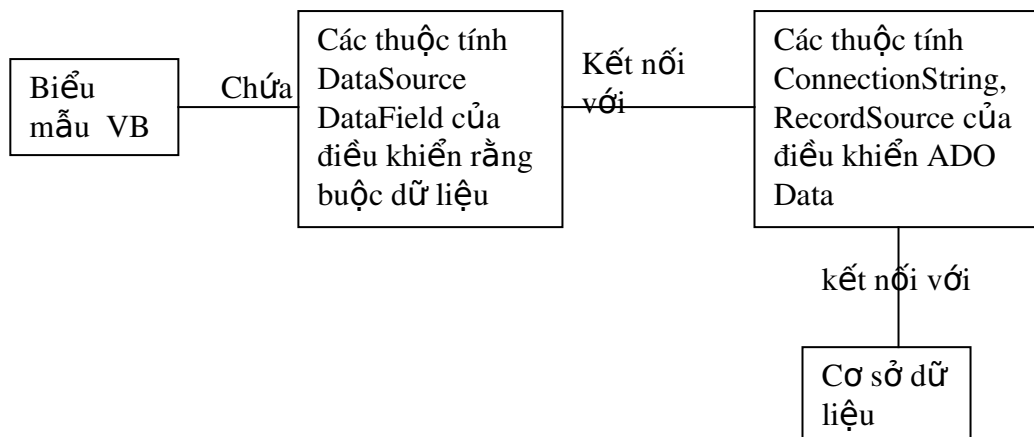 Biểu
mẫu VB
Chứa
Các thuộc tính
DataSource
DataField của
điều khiển rằng
buộc dữ liệu
Kết nối
với
Các thuộc tính
ConnectionString,
RecordSource của
điều khiển ADO
Data
kết nối với
Cơ sở dữ
liệu